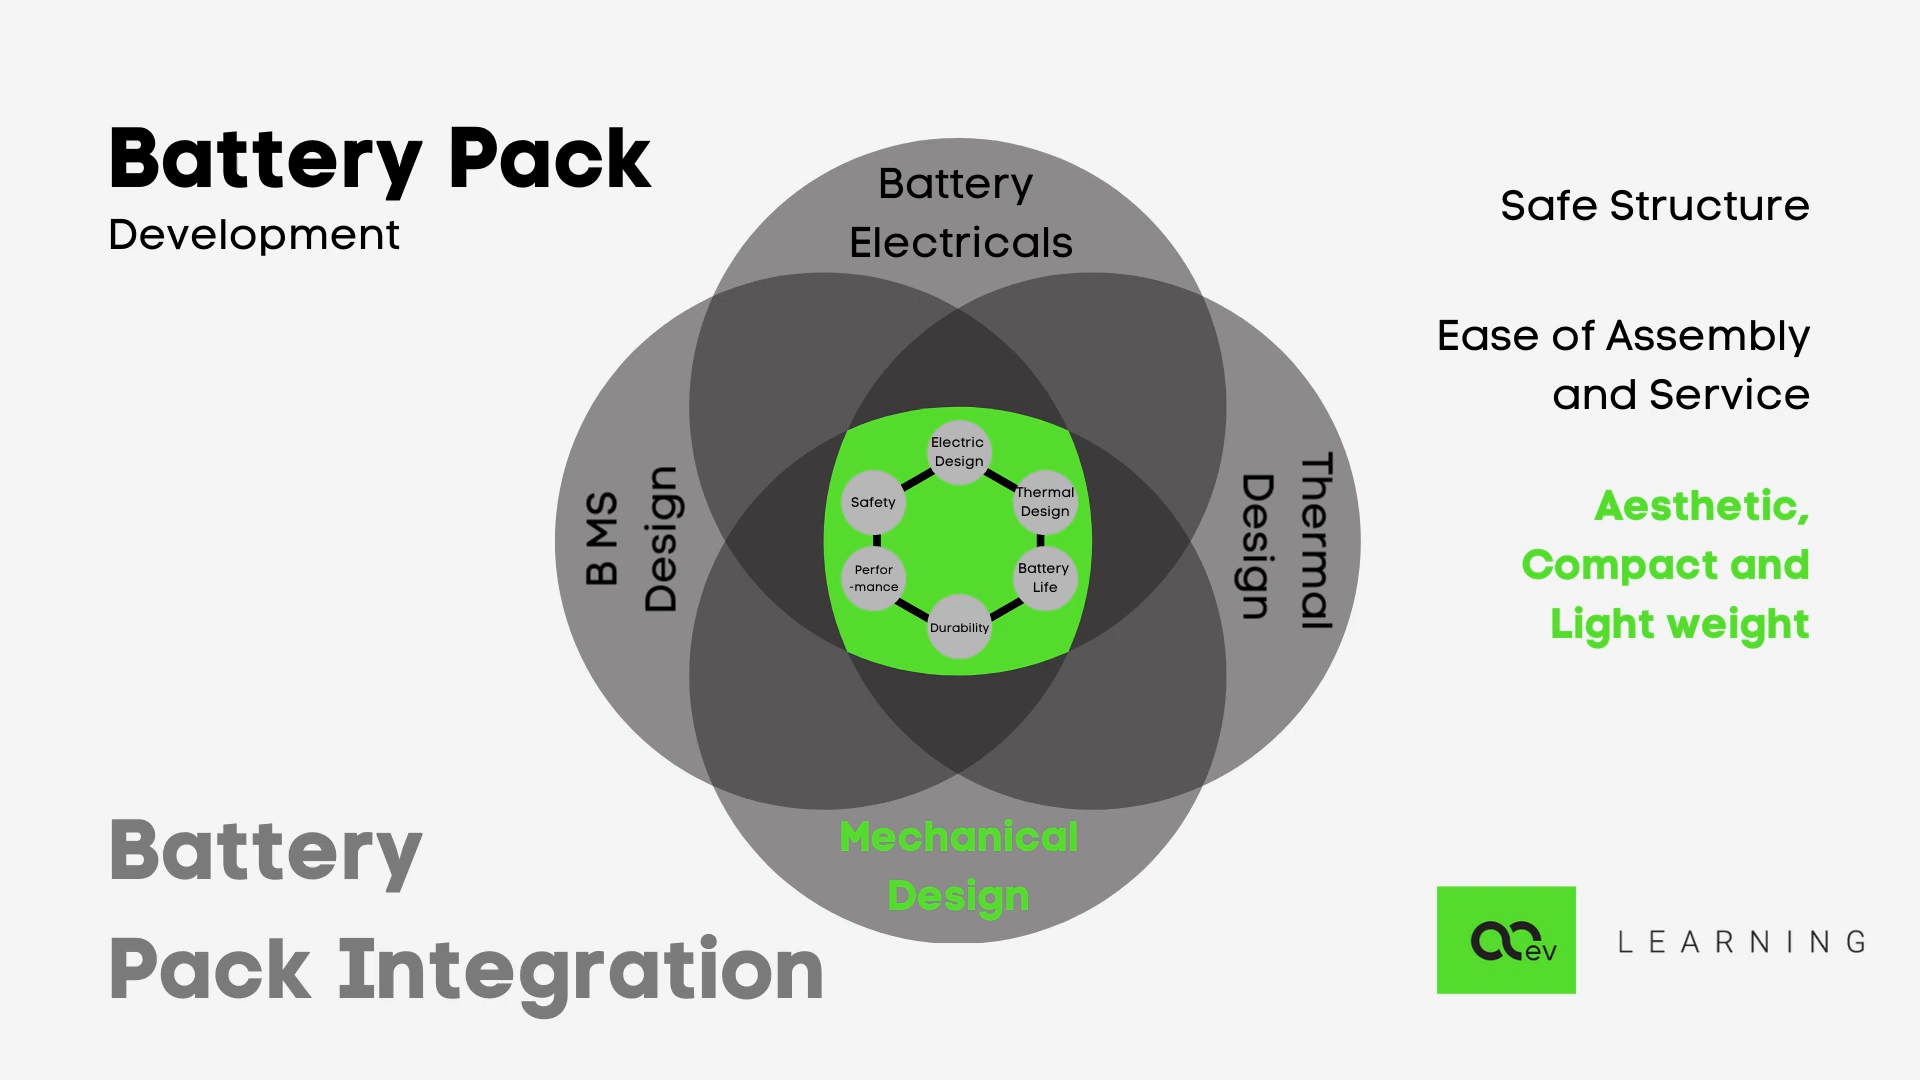 Battery Pack
Development
Battery
Electricals
B MS
Design
Thermal
Design
Electric
Design
Safety
Thermal
Design
Perfor
-mance
Battery
Life
Durability
Mechanical
Design
Safe Structure
Ease of Assembly
and Service
Aesthetic,
Compact and
Light weight
Battery
Pack Integration
ev
LEARNING